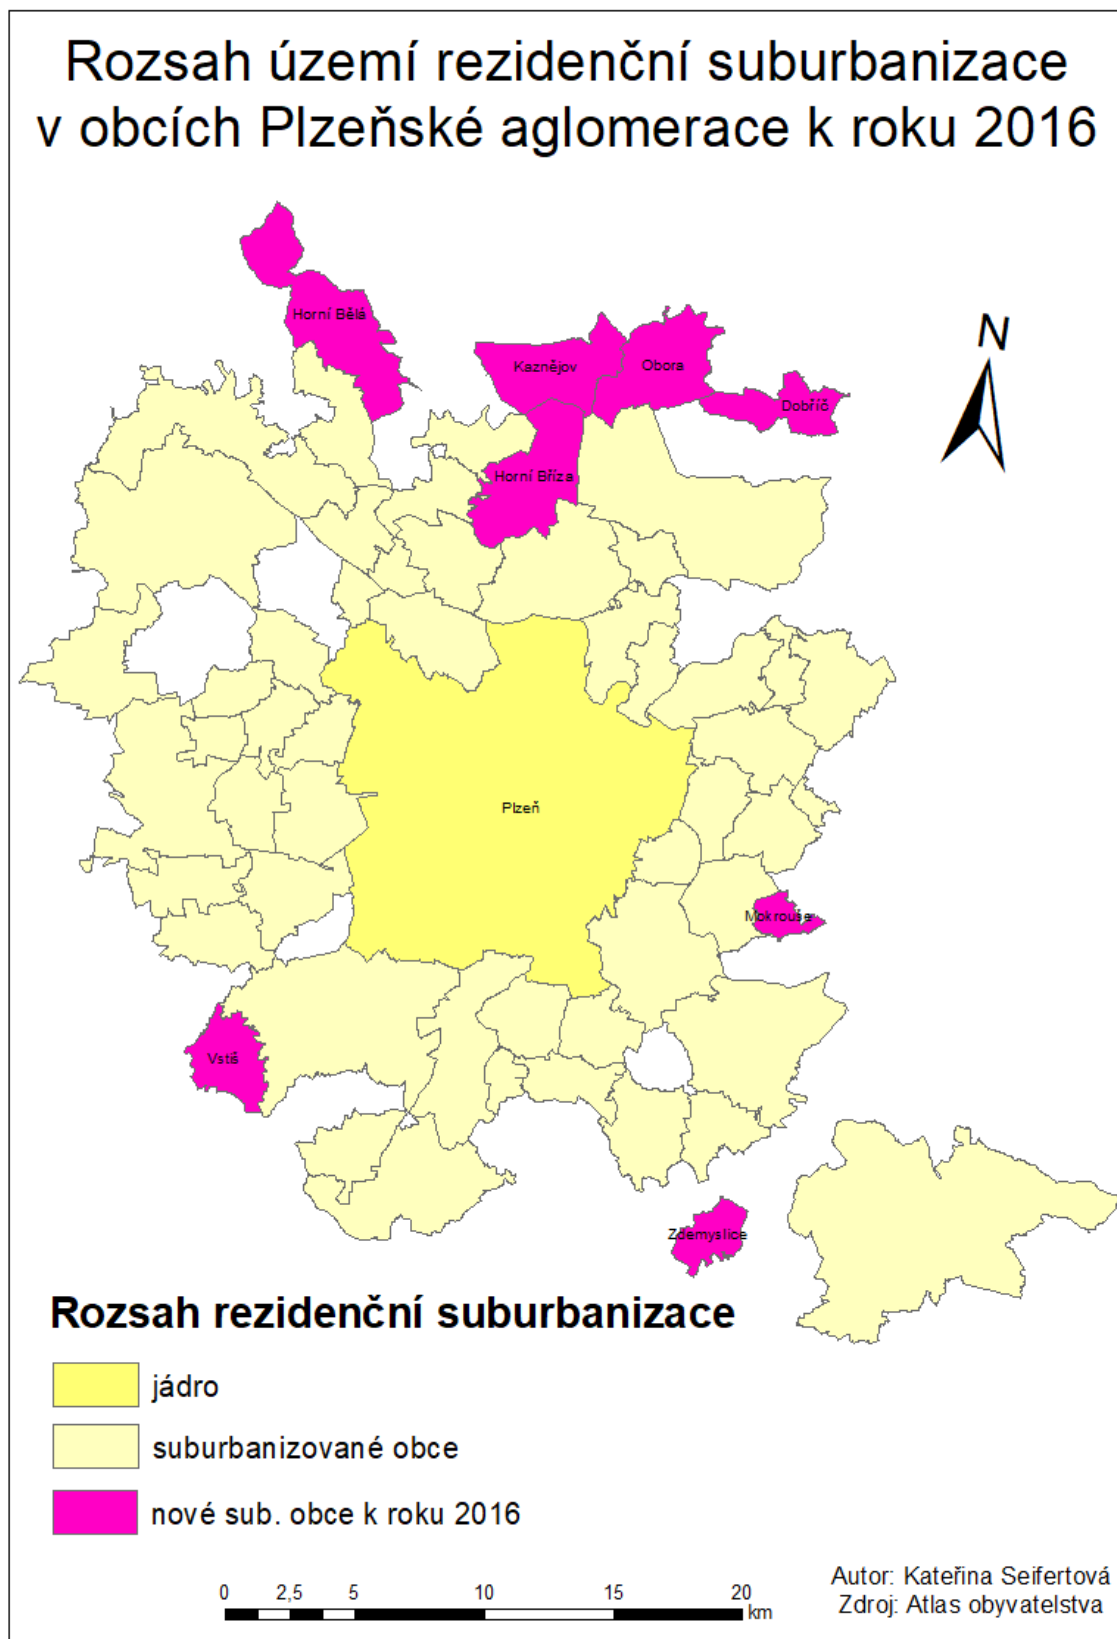 Rozsah území rezidenční suburbanizace
v obcích Plzeňské aglomerace k roku 2016
Horní Bělá
N
Kaznějov
Obora
Dobříč
Horní Bříza
Plzeň
Mokrouše
Vstiš
Zdemyslice
Rozsah rezidenční suburbanizace
jádro
suburbanizované obce
nové sub. obce k roku 2016
0 2,5 5 10 15 20
km
Autor: Kateřina Seifertová
Zdroj: Atlas obyvatelstva